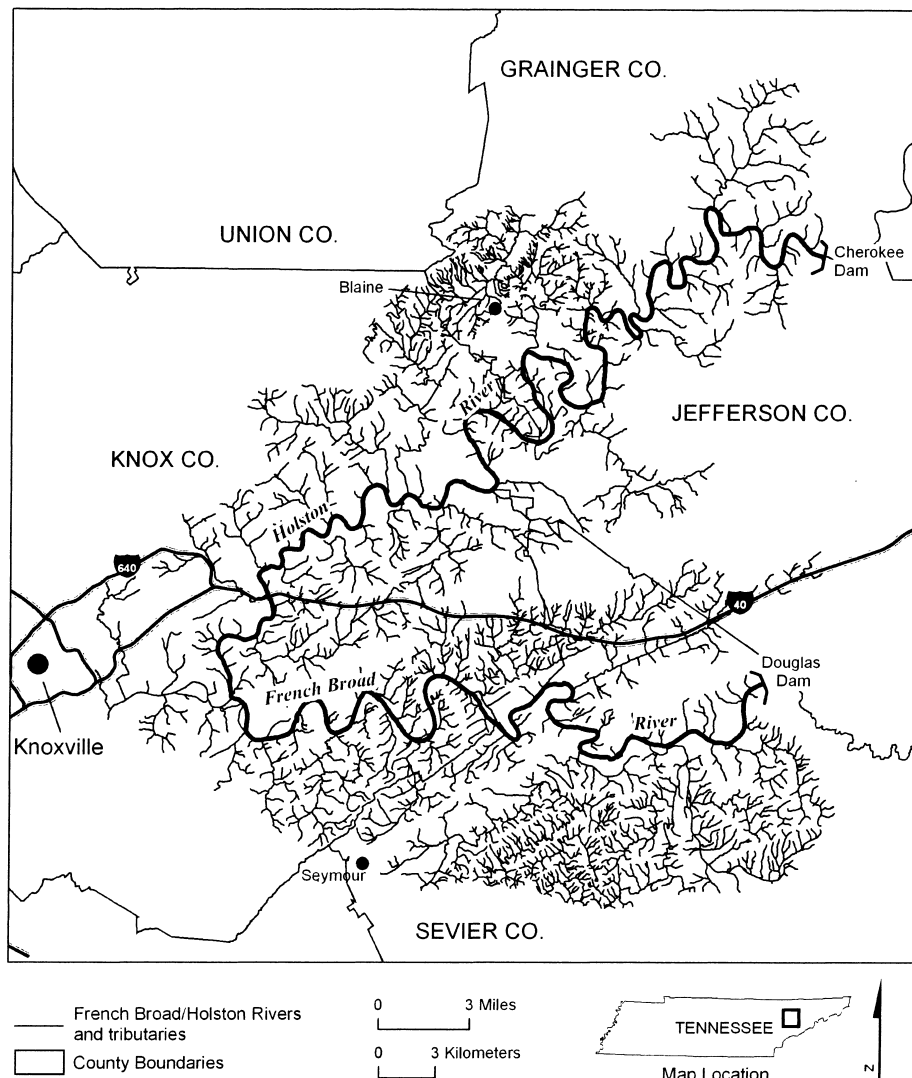 GRAINGER CO.
UNION CO.
Cherokee
Dam
Blaine
River
JEFFERSON CO.
KNOX CO.
Holston
640
40
Douglas
Dam
French Broad
River
Knoxville
Seymour
SEVIER CO.
French Broad/Holston Rivers
and tributaries
County Boundaries
0 3 Miles
0 3 Kilometers
TENNESSEE
Map Location
N